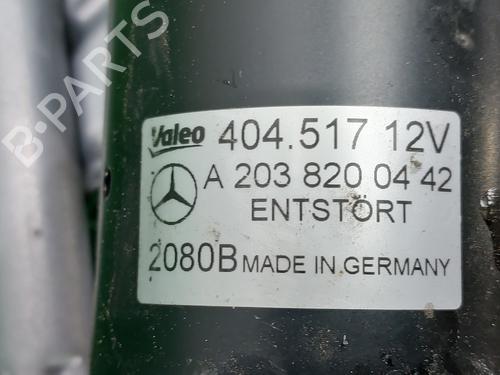 B-PARTS
Valeo 404.517 12V
A 203 820 04 42
ENTSTÖRT
2080B MADE IN GERMANY